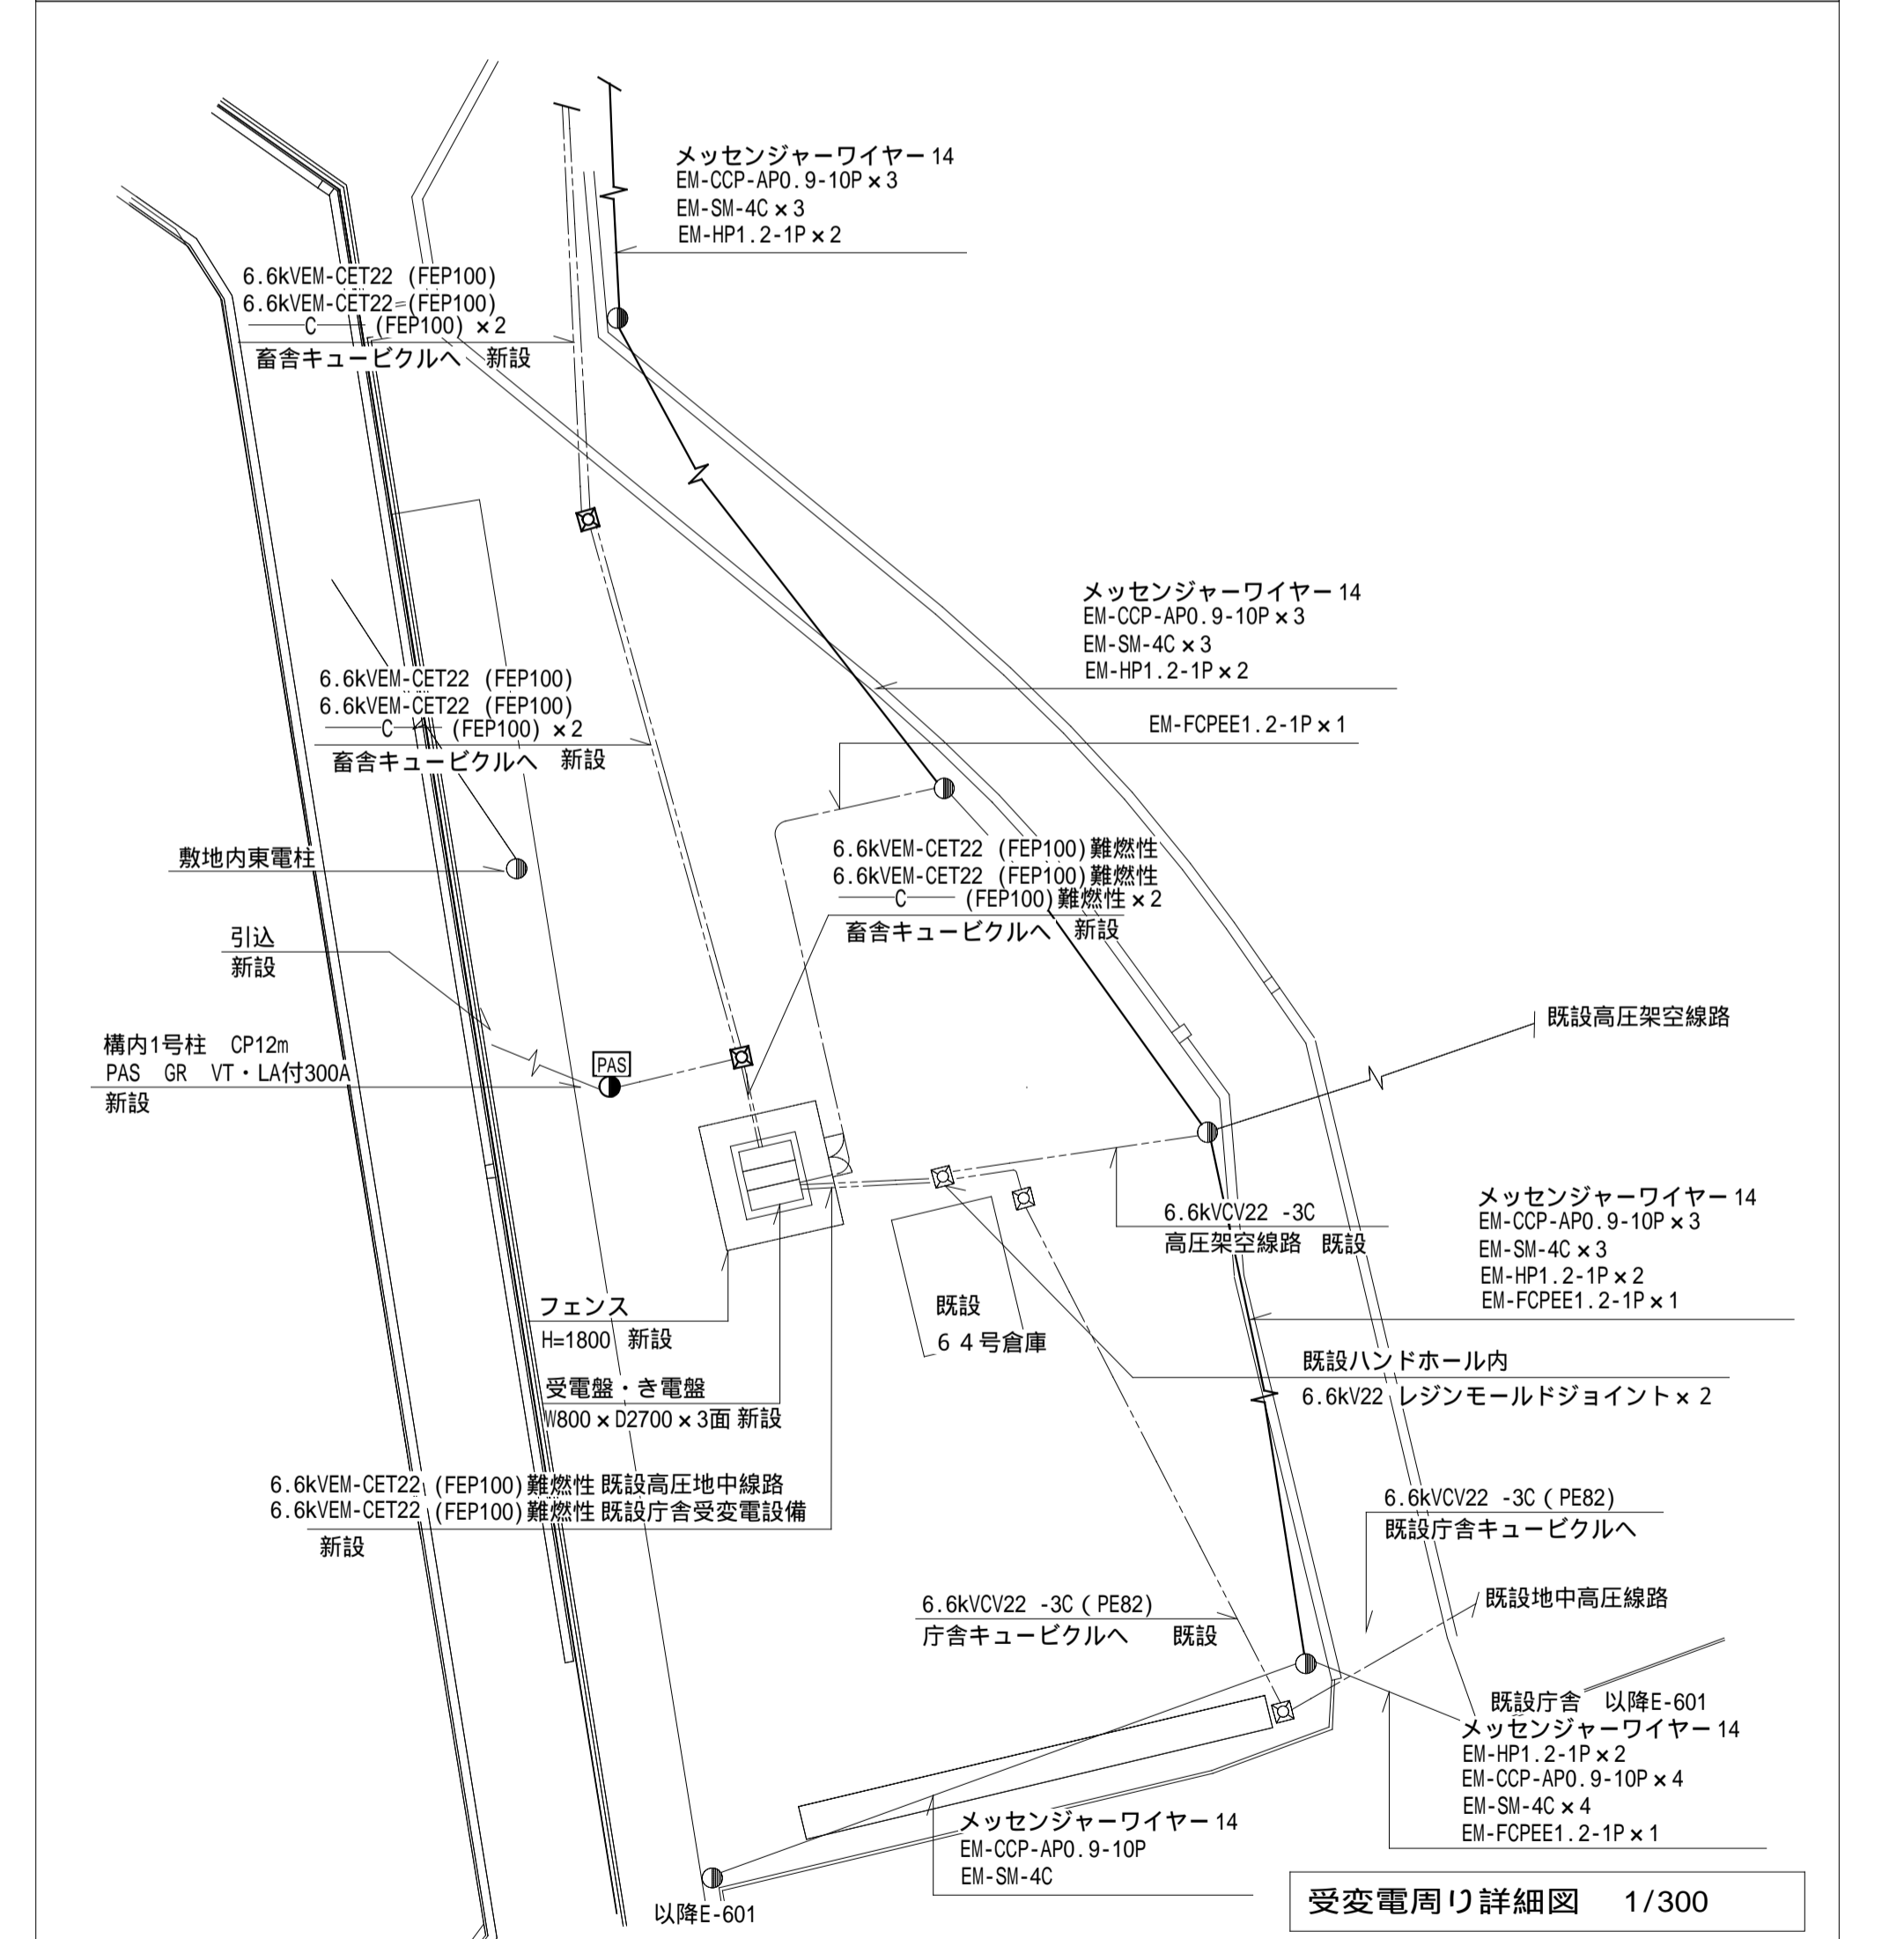 メッセンジャーワイヤー 14
EM-CCP-AP0.9-10P×3
EM-SM-4C×3
EM-HP1.2-1P×2
6.6kVEM-CET22 (FEP100)
6.6kVEM-CET22 (FEP100)
C (FEP100) ×2
畜舎キュービクルへ 新設
メッセンジャーワイヤー 14
EM-CCP-AP0.9-10P×3
EM-SM-4C×3
EM-HP1.2-1P×2
EM-FCPEE1.2-1P×1
6.6kVEM-CET22 (FEP100)
6.6kVEM-CET22 (FEP100)
C (FEP100) ×2
畜舎キュービクルへ 新設
敷地内東電柱
6.6kVEM-CET22 (FEP100)難燃性
6.6kVEM-CET22 (FEP100)難燃性
C (FEP100)難燃性×2
畜舎キュービクルへ 新設
引込
新設
既設高圧架空線路
構内1号柱 CP12m
PAS GR VT・LA付300A
新設
PAS
6.6kVCV22 -3C
高圧架空線路 既設
メッセンジャーワイヤー 14
EM-CCP-AP0.9-10P×3
EM-SM-4C×3
EM-HP1.2-1P×2
EM-FCPEE1.2-1P×1
フェンス
H=1800 新設
既設
64号倉庫
既設ハンドホール内
6.6kV22 レジンモールドジョイント× 2
受電盤・き電盤
W800×D2700×3面 新設
6.6kVEM-CET22 (FEP100)難燃性 既設高圧地中線路
6.6kVEM-CET22 (FEP100)難燃性 既設庁舎受変電設備
新設
6.6kVCV22 -3C(PE82)
既設庁舎キュービクルへ
既設地中高圧線路
6.6kVCV22 -3C(PE82)
庁舎キュービクルへ 既設
既設庁舎 以降E-601
メッセンジャーワイヤー 14
EM-HP1.2-1P×2
EM-CCP-AP0.9-10P×4
EM-SM-4C×4
EM-FCPEE1.2-1P×1
メッセンジャーワイヤー 14
EM-CCP-AP0.9-10P
EM-SM-4C
以降E-601
受変電周り詳細図 1/300